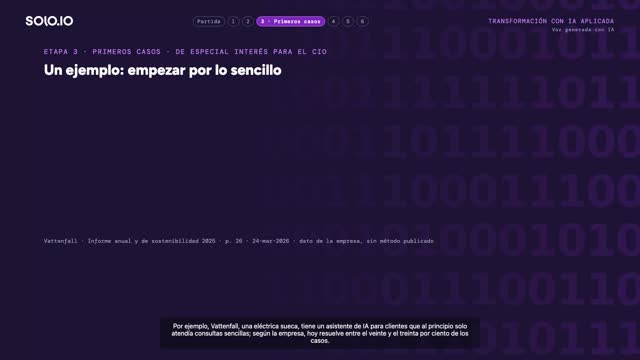 SOLO.IO
Partida 1 2 3 · Primeros casos 4 5 6
TRANSFORMACIÓN CON IA APLICADA
Voz generada con IA
ETAPA 3 · PRIMEROS CASOS · DE ESPECIAL INTERÉS PARA EL CIO
Un ejemplo: empezar por lo sencillo
Vattenfall · Informe anual y de sostenibilidad 2025 · p. 26 · 24-mar-2026 · dato de la empresa, sin método publicado
Por ejemplo, Vattenfall, una eléctrica sueca, tiene un asistente de IA para clientes que al principio solo
atendía consultas sencillas; según la empresa, hoy resuelve entre el veinte y el treinta por ciento de los
casos.